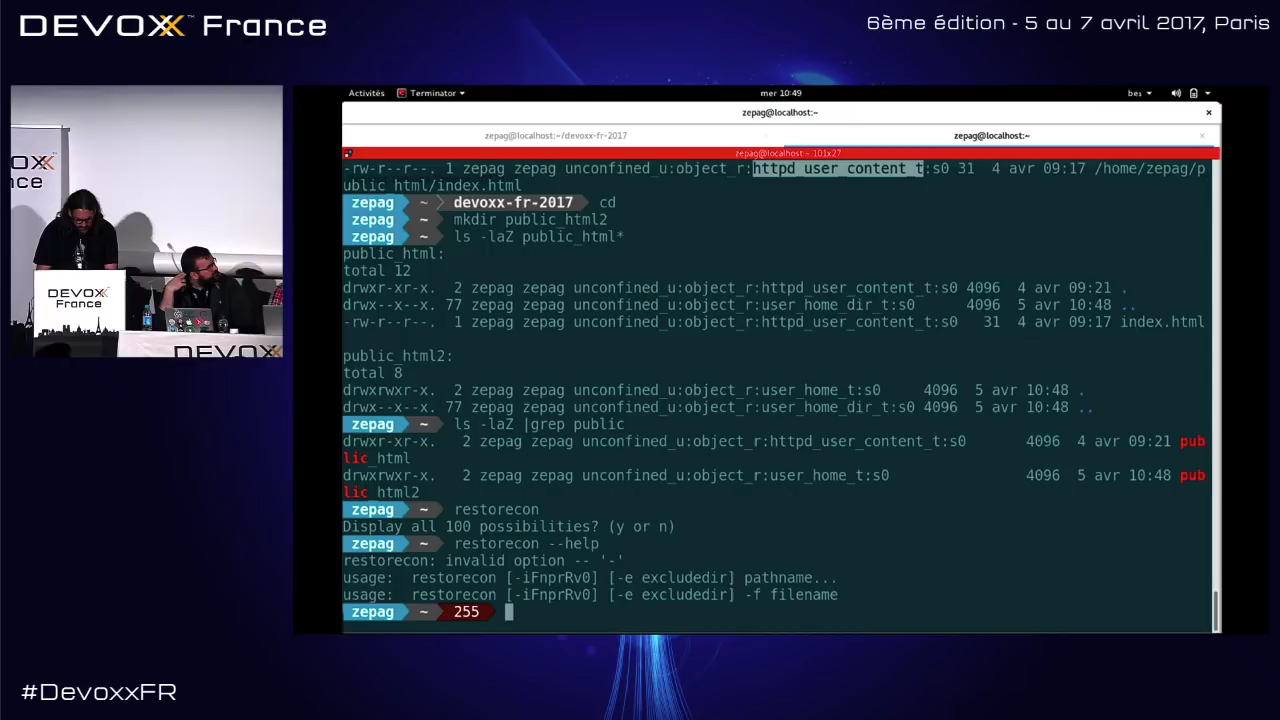 DEVOXX™ France
6ème édition - 5 au 7 avril 2017, Paris
OXX™
nce
DEVOXX™
France
DEVOXX
Activités Terminator mer 10:49 be₁
zepag@localhost:~
zepag@localhost:~/devoxx-fr-2017 zepag@localhost:~
zepag@localhost:~ 101x27
-rw-r--r--. 1 zepag zepag unconfined_u:object_r:httpd_user_content_t:s0 31 4 avr 09:17 /home/zepag/p
ublic_html/index.html
zepag ~ devoxx-fr-2017 cd
zepag ~ mkdir public_html2
zepag ~ ls -laZ public_html*
public_html:
total 12
drwxr-xr-x. 2 zepag zepag unconfined_u:object_r:httpd_user_content_t:s0 4096 4 avr 09:21 .
drwx--x--x. 77 zepag zepag unconfined_u:object_r:user_home_dir_t:s0 4096 5 avr 10:48 ..
-rw-r--r--. 1 zepag zepag unconfined_u:object_r:httpd_user_content_t:s0 31 4 avr 09:17 index.html
public_html2:
total 8
drwxrwxr-x. 2 zepag zepag unconfined_u:object_r:user_home_t:s0 4096 5 avr 10:48 .
drwx--x--x. 77 zepag zepag unconfined_u:object_r:user_home_dir_t:s0 4096 5 avr 10:48 ..
zepag ~ ls -laZ |grep public
drwxr-xr-x. 2 zepag zepag unconfined_u:object_r:httpd_user_content_t:s0 4096 4 avr 09:21 pub
lic_html
drwxrwxr-x. 2 zepag zepag unconfined_u:object_r:user_home_t:s0 4096 5 avr 10:48 pub
lic_html2
zepag ~ restorecon
Display all 100 possibilities? (y or n)
zepag ~ restorecon --help
restorecon: invalid option -- '-'
usage: restorecon [-iFnprRv0] [-e excludedir] pathname...
usage: restorecon [-iFnprRv0] [-e excludedir] -f filename
zepag ~ 255
#DevoxxFR